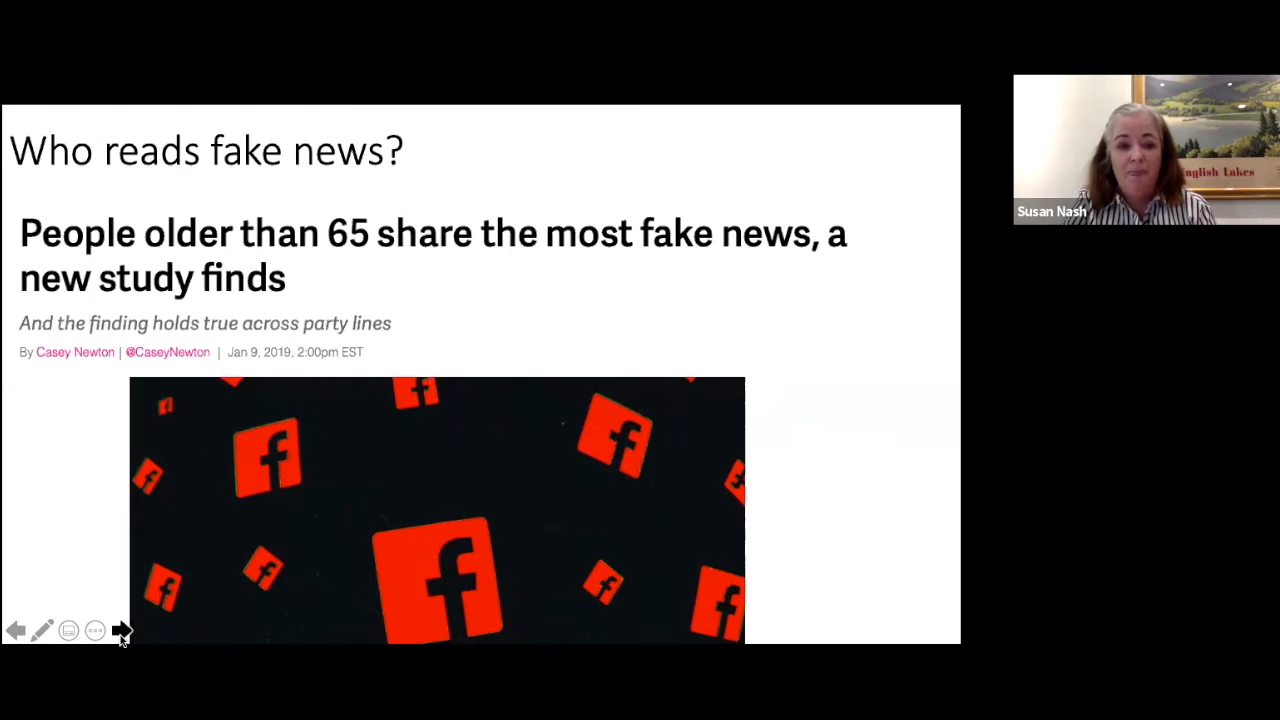 Who reads fake news?
People older than 65 share the most fake news, a
new study finds
And the finding holds true across party lines
By Casey Newton | @CaseyNewton | Jan 9, 2019, 2:00pm EST
English Lakes
Susan Nash